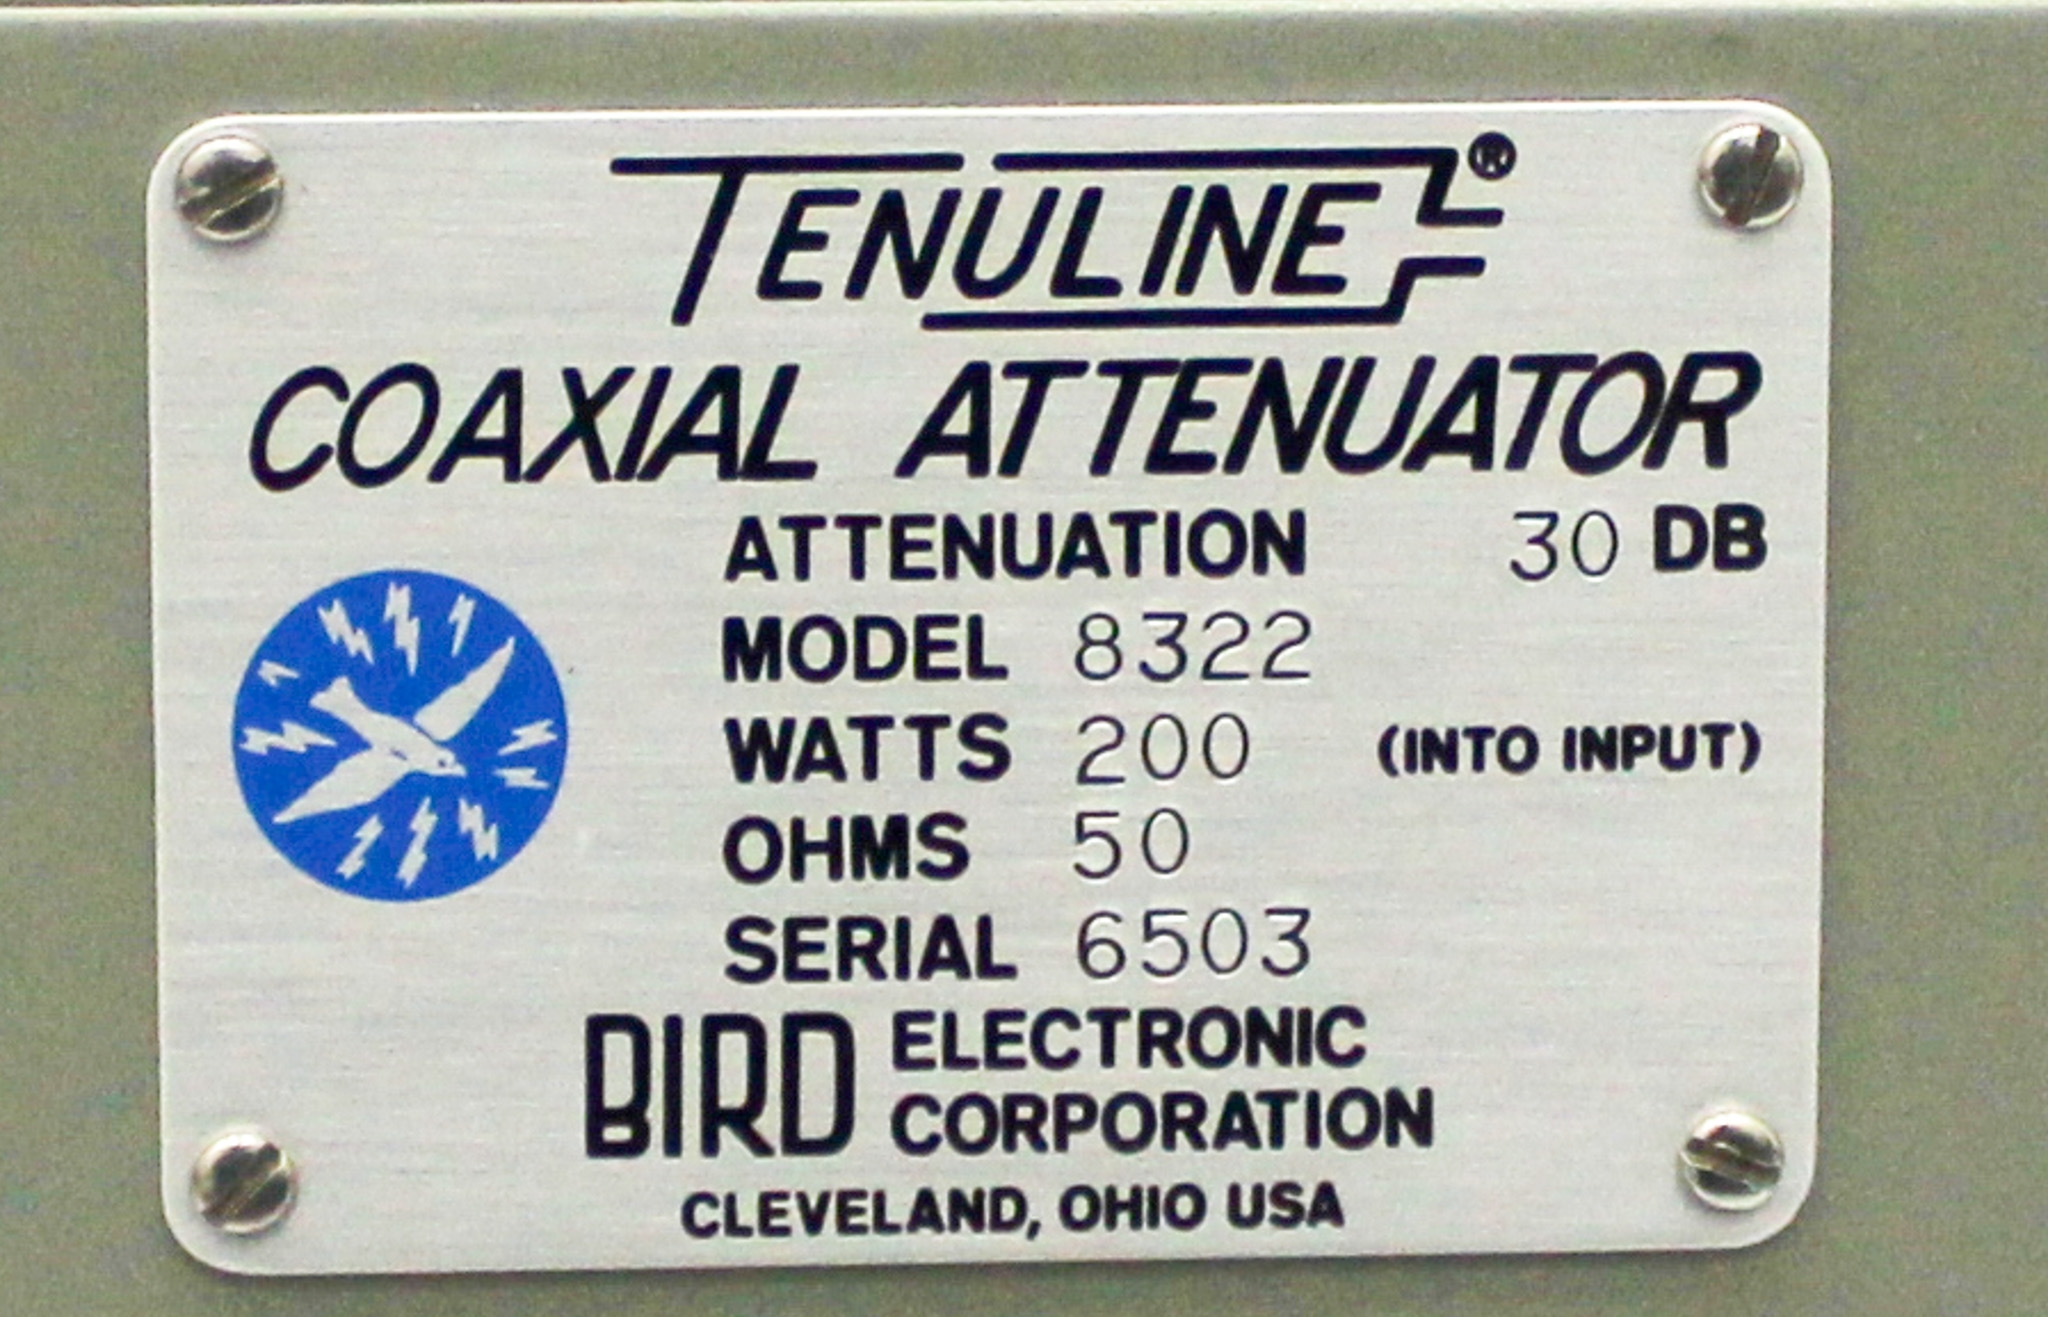 TENULINE®
COAXIAL ATTENUATOR
ATTENUATION 30 DB
MODEL 8322
WATTS 200 (INTO INPUT)
OHMS 50
SERIAL 6503
BIRD ELECTRONIC
CORPORATION
CLEVELAND, OHIO USA